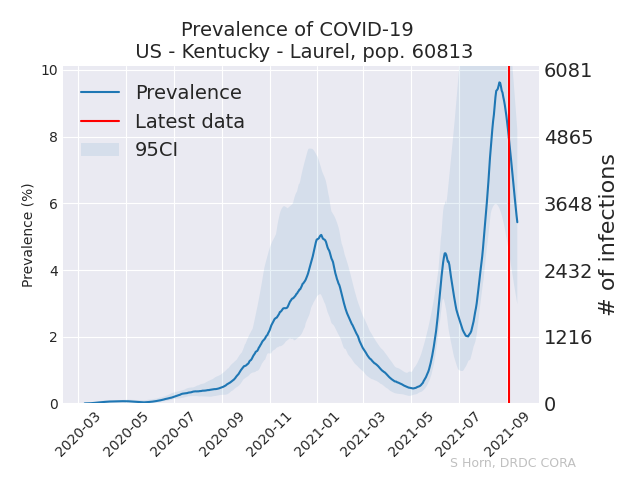 Prevalence of COVID-19
US - Kentucky - Laurel, pop. 60813
Prevalence
Latest data
95CI
Prevalence (%)
10
8
6
4
2
0
6081
4865
3648
2432
1216
0
# of infections
2020-03
2020-05
2020-07
2020-09
2020-11
2021-01
2021-03
2021-05
2021-07
2021-09
S Horn, DRDC CORA